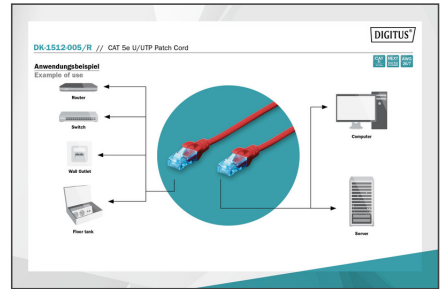 DIGITUS®
DK-1512-005/R // CAT 5e U/UTP Patch Cord
Anwendungsbeispiel
Example of use
Router
Switch
Wall Outlet
Floor tank
Computer
Server